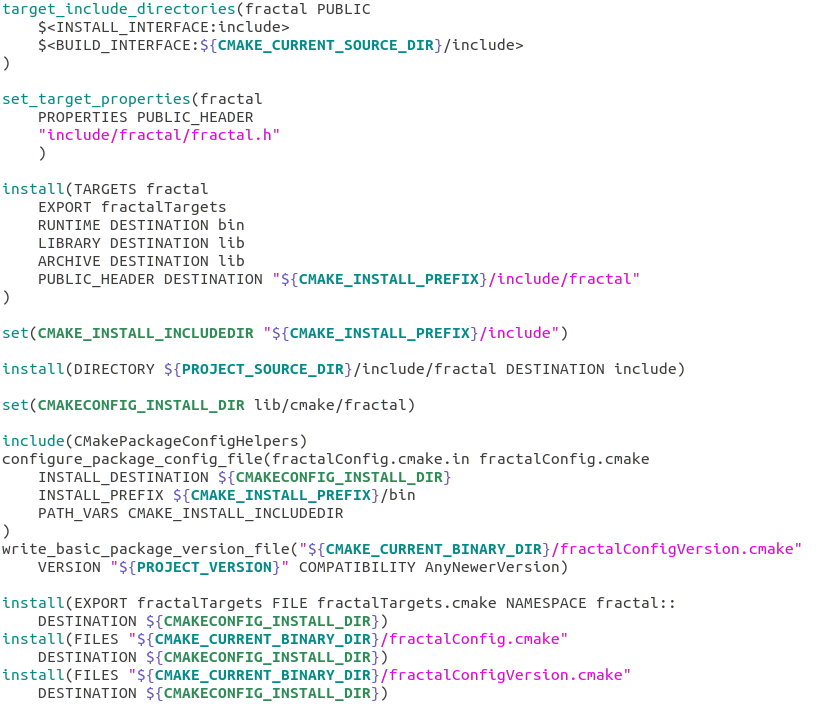 target_include_directories(fractal PUBLIC
    $<INSTALL_INTERFACE:include>
    $<BUILD_INTERFACE:${CMAKE_CURRENT_SOURCE_DIR}/include>
)

set_target_properties(fractal
    PROPERTIES PUBLIC_HEADER
    "include/fractal/fractal.h"
    )

install(TARGETS fractal
    EXPORT fractalTargets
    RUNTIME DESTINATION bin
    LIBRARY DESTINATION lib
    ARCHIVE DESTINATION lib
    PUBLIC_HEADER DESTINATION "${CMAKE_INSTALL_PREFIX}/include/fractal"
)

set(CMAKE_INSTALL_INCLUDEDIR "${CMAKE_INSTALL_PREFIX}/include")

install(DIRECTORY ${PROJECT_SOURCE_DIR}/include/fractal DESTINATION include)

set(CMAKECONFIG_INSTALL_DIR lib/cmake/fractal)

include(CMakePackageConfigHelpers)
configure_package_config_file(fractalConfig.cmake.in fractalConfig.cmake
    INSTALL_DESTINATION ${CMAKECONFIG_INSTALL_DIR}
    INSTALL_PREFIX ${CMAKE_INSTALL_PREFIX}/bin
    PATH_VARS CMAKE_INSTALL_INCLUDEDIR
)
write_basic_package_version_file("${CMAKE_CURRENT_BINARY_DIR}/fractalConfigVersion.cmake"
    VERSION "${PROJECT_VERSION}" COMPATIBILITY AnyNewerVersion)

install(EXPORT fractalTargets FILE fractalTargets.cmake NAMESPACE fractal::
    DESTINATION ${CMAKECONFIG_INSTALL_DIR})
install(FILES "${CMAKE_CURRENT_BINARY_DIR}/fractalConfig.cmake"
    DESTINATION ${CMAKECONFIG_INSTALL_DIR})
install(FILES "${CMAKE_CURRENT_BINARY_DIR}/fractalConfigVersion.cmake"
    DESTINATION ${CMAKECONFIG_INSTALL_DIR})